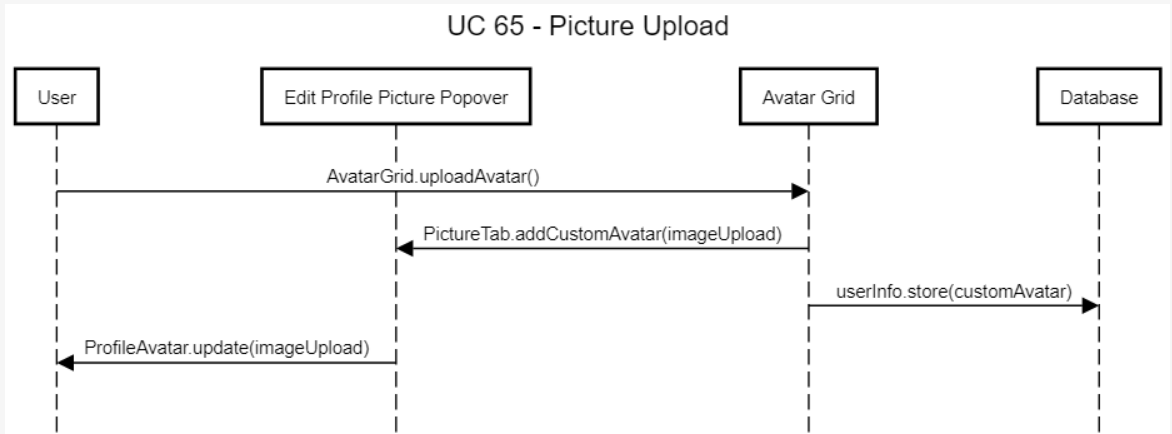 UC 65 - Picture Upload
User
Edit Profile Picture Popover
Avatar Grid
Database
AvatarGrid.uploadAvatar()
PictureTab.addCustomAvatar(imageUpload)
userInfo.store(customAvatar)
ProfileAvatar.update(imageUpload)